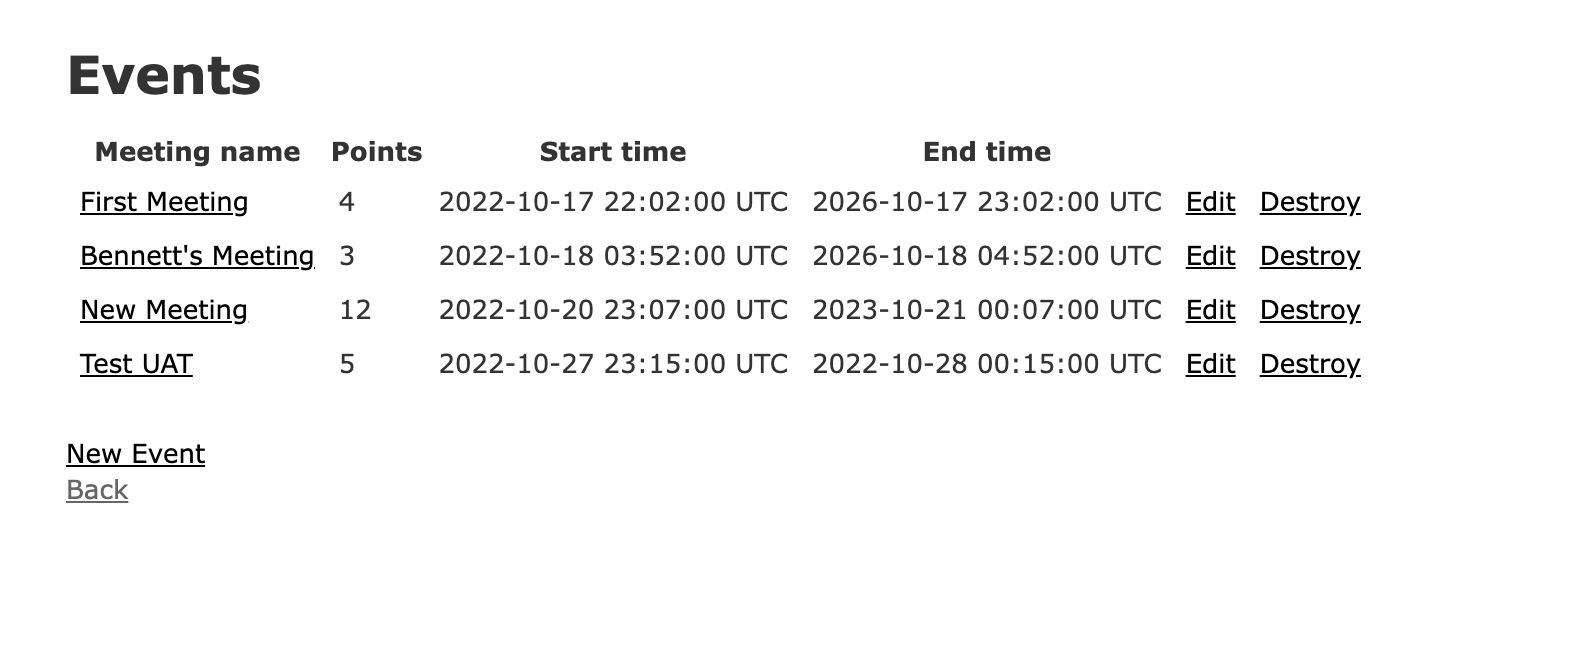 Events
Meeting name Points Start time End time
First Meeting 4 2022-10-17 22:02:00 UTC 2026-10-17 23:02:00 UTC Edit Destroy
Bennett's Meeting 3 2022-10-18 03:52:00 UTC 2026-10-18 04:52:00 UTC Edit Destroy
New Meeting 12 2022-10-20 23:07:00 UTC 2023-10-21 00:07:00 UTC Edit Destroy
Test UAT 5 2022-10-27 23:15:00 UTC 2022-10-28 00:15:00 UTC Edit Destroy
New Event
Back